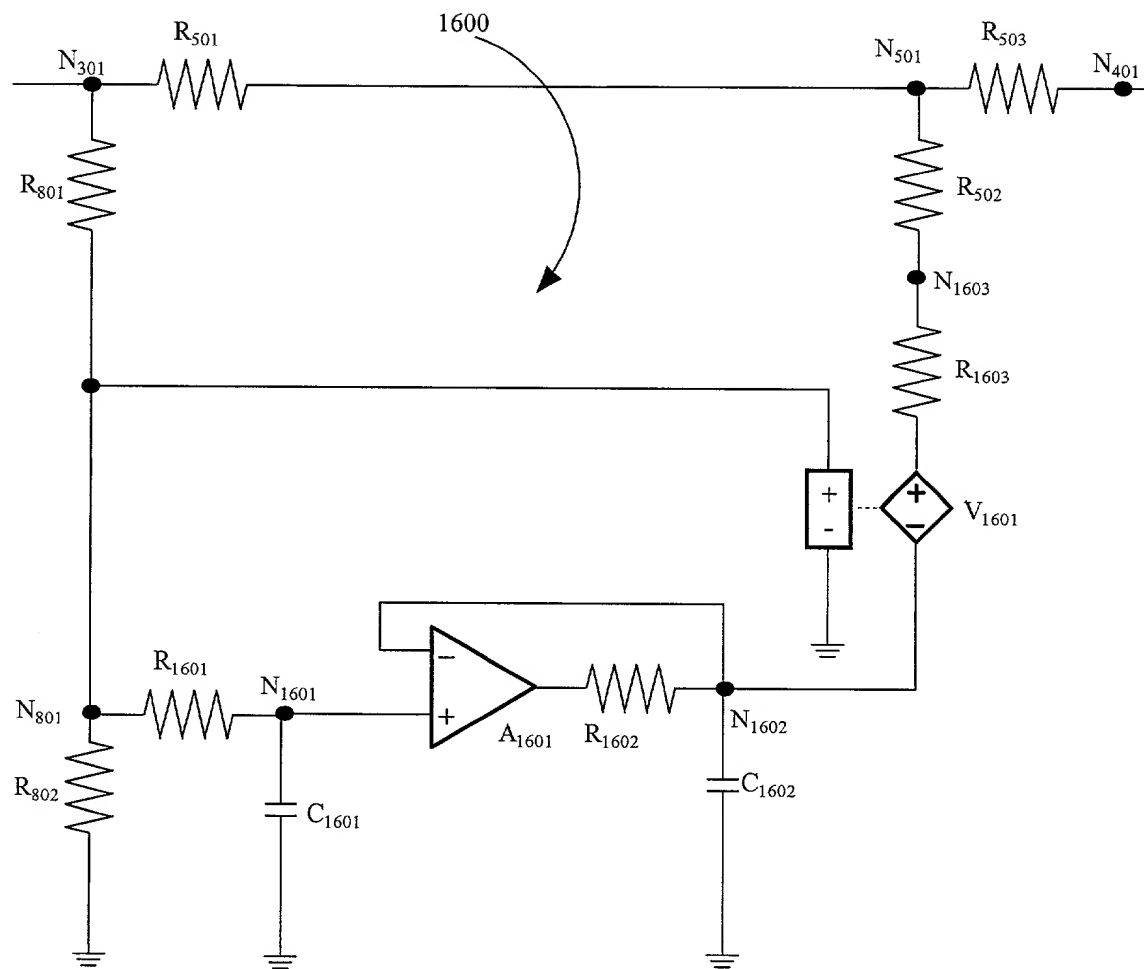 1600
R501
R503
N301
N501
N401
R801
R502
N1603
R1603
+
-
+
−
V1601
R1601
N1601
−
+
N801
A1601
R1602
N1602
R802
C1601
C1602